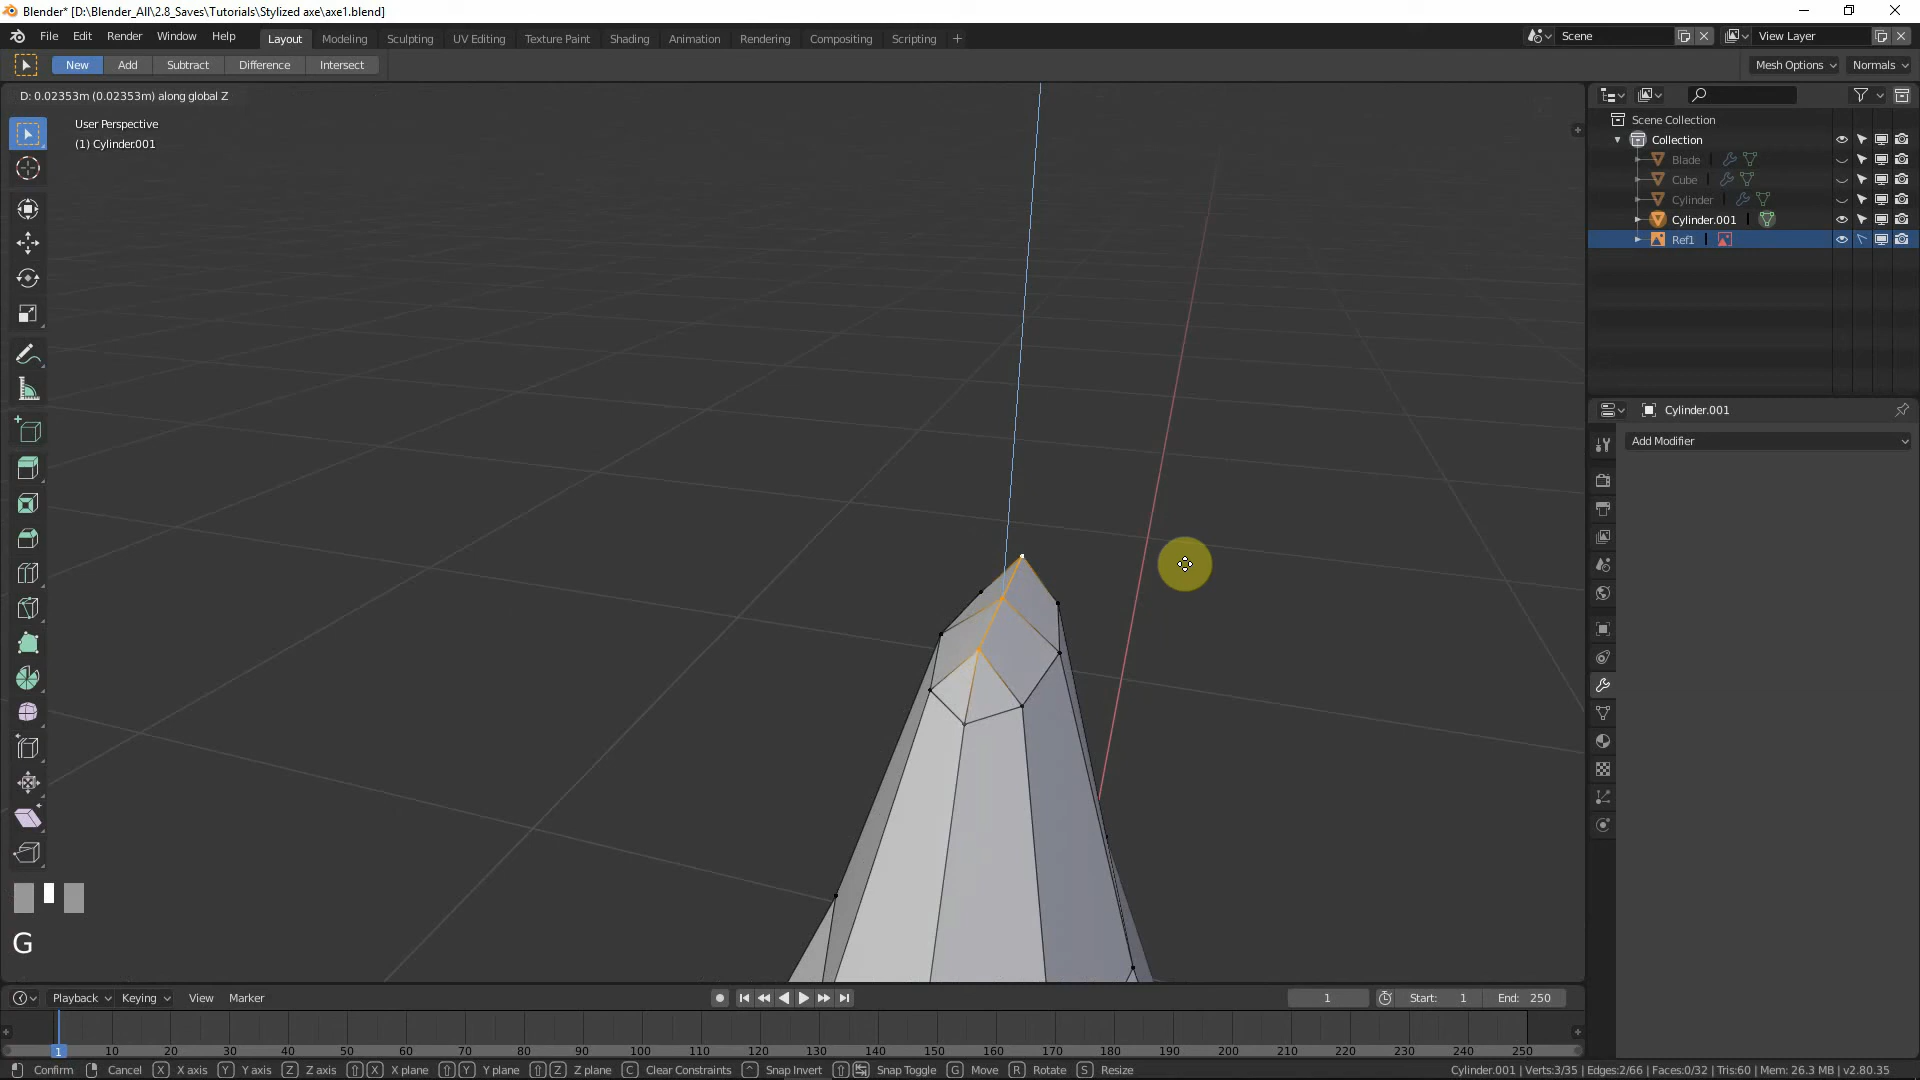 Blender* [D:\Blender_All\2.8_Saves\Tutorials\Stylized axe\axe1.blend]
File Edit Render Window Help Layout Modeling Sculpting UV Editing Texture Paint Shading Animation Rendering Compositing Scripting Scene View Layer
New Add Subtract Difference Intersect Mesh Options Normals
D: 0.02353m (0.02353m) along global Z
User Perspective
(1) Cylinder.001
Scene Collection
Collection
Blade
Cube
Cylinder
Cylinder.001
Ref1
Cylinder.001
Add Modifier
G
Playback Keying View Marker 1 Start: 1 End: 250
1 10 20 30 40 50 60 70 80 90 100 110 120 130 140 150 160 170 180 190 200 210 220 230 240 250
Confirm Cancel X X axis Y Y axis Z Z axis X X plane Y Y plane Z Z plane C Clear Constraints Snap Invert Snap Toggle G Move R Rotate S Resize Cylinder.001 | Verts:3/35 | Edges:2/66 | Faces:0/32 | Tris:60 | Mem: 26.3 MB | v2.80.35